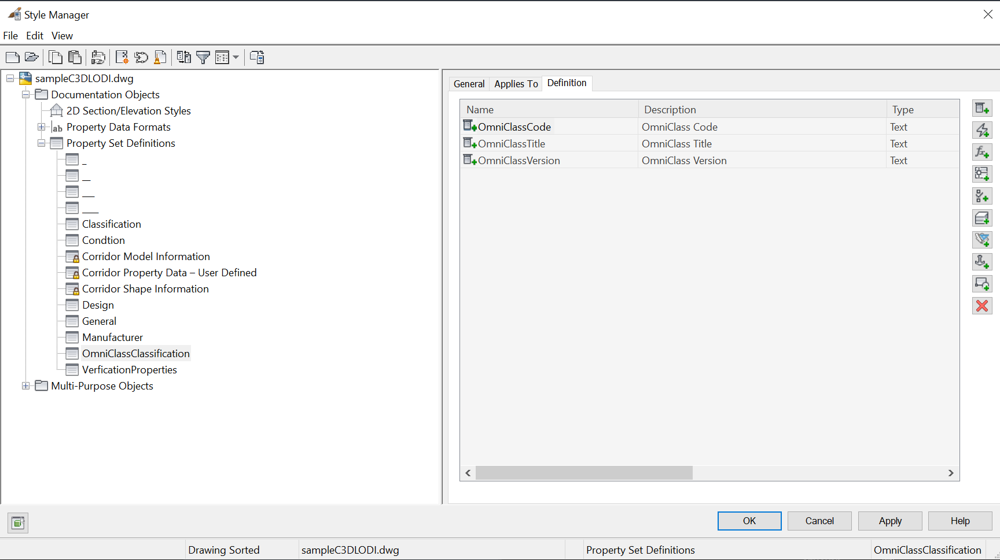 Style Manager
File Edit View
sampleC3DLODI.dwg
Documentation Objects
2D Section/Elevation Styles
Property Data Formats
Property Set Definitions
_
__
___
____
Classification
Condtion
Corridor Model Information
Corridor Property Data – User Defined
Corridor Shape Information
Design
General
Manufacturer
OmniClassClassification
VerficationProperties
Multi-Purpose Objects
General Applies To Definition
Name Description Type
OmniClassCode OmniClass Code Text
OmniClassTitle OmniClass Title Text
OmniClassVersion OmniClass Version Text
OK Cancel Apply Help
Drawing Sorted sampleC3DLODI.dwg Property Set Definitions OmniClassClassification